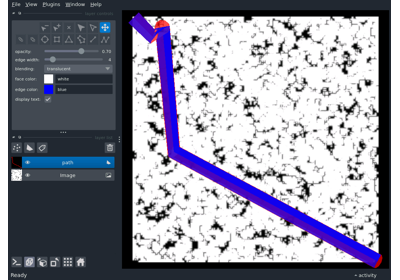 File View Plugins Window Help
opacity: 0.70
edge width: 4
blending: translucent
face color: white
edge color: blue
display text:
path
Image
Ready
activity